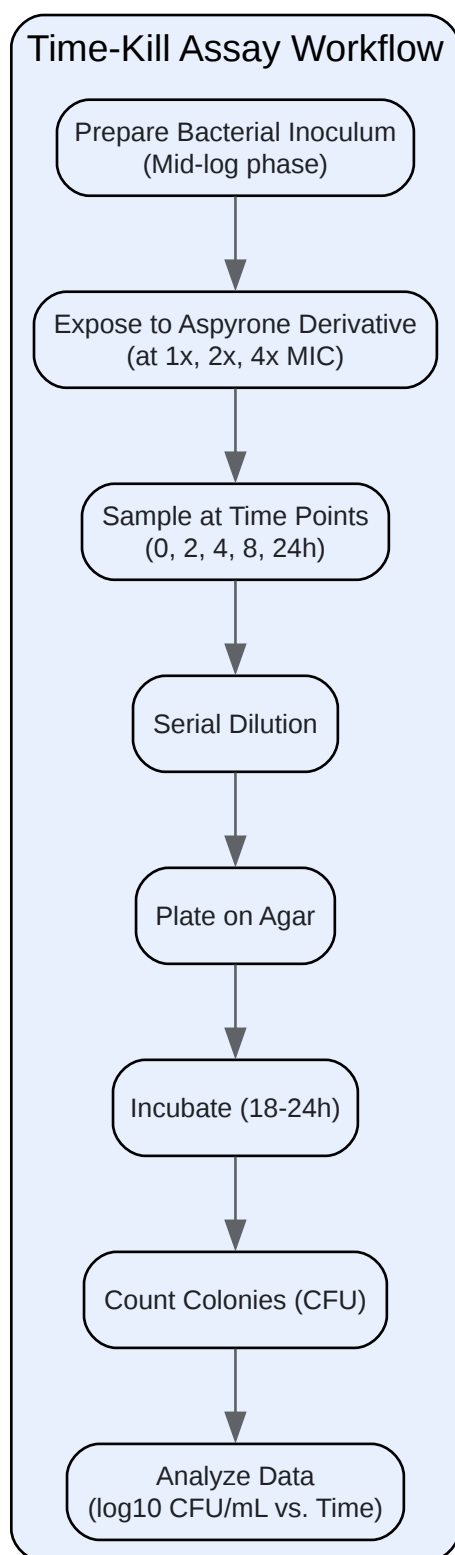 Time-Kill Assay Workflow
Prepare Bacterial Inoculum
(Mid-log phase)
Expose to Aspyrone Derivative
(at 1x, 2x, 4x MIC)
Sample at Time Points
(0, 2, 4, 8, 24h)
Serial Dilution
Plate on Agar
Incubate (18-24h)
Count Colonies (CFU)
Analyze Data
(log10 CFU/mL vs. Time)